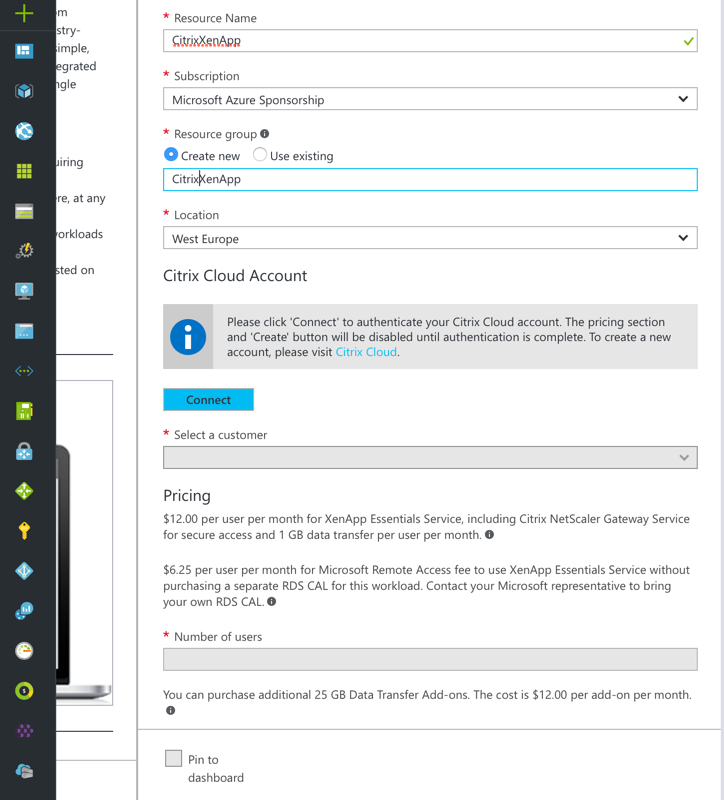 om
stry-
simple,
egrated
ngle
uiring
ere, at any
vorkloads
sted on
* Resource Name
CitrixXenApp
* Subscription
Microsoft Azure Sponsorship
* Resource group
Create new Use existing
CitrixXenApp
* Location
West Europe
Citrix Cloud Account
Please click 'Connect' to authenticate your Citrix Cloud account. The pricing section
and 'Create' button will be disabled until authentication is complete. To create a new
account, please visit Citrix Cloud.
Connect
* Select a customer
Pricing
$12.00 per user per month for XenApp Essentials Service, including Citrix NetScaler Gateway Service
for secure access and 1 GB data transfer per user per month.
$6.25 per user per month for Microsoft Remote Access fee to use XenApp Essentials Service without
purchasing a separate RDS CAL for this workload. Contact your Microsoft representative to bring
your own RDS CAL.
* Number of users
You can purchase additional 25 GB Data Transfer Add-ons. The cost is $12.00 per add-on per month.
Pin to
dashboard